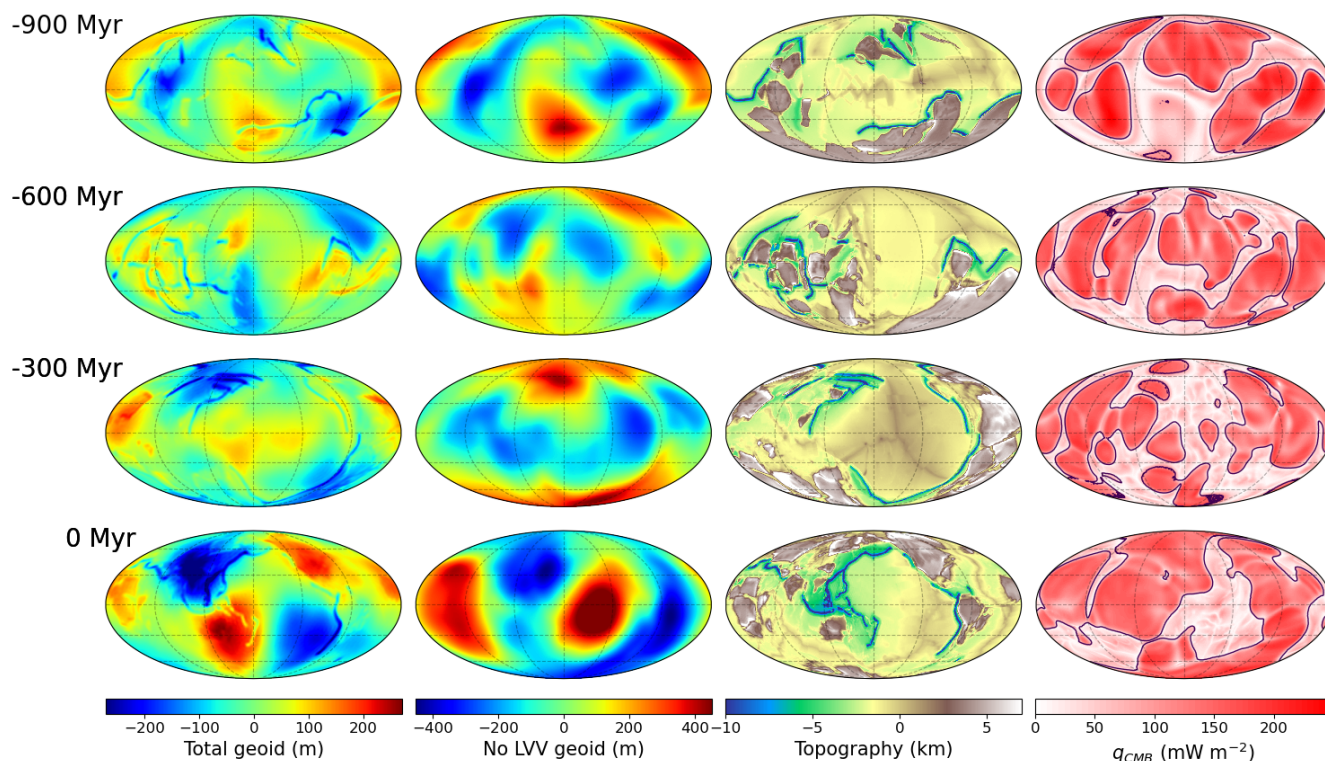 -900 Myr
-600 Myr
-300 Myr
0 Myr
−200 −100 0 100 200
Total geoid (m)
−400 −200 0 200 400
No LVV geoid (m)
−10 −5 0 5
Topography (km)
0 50 100 150 200
q_CMB (mW m⁻²)